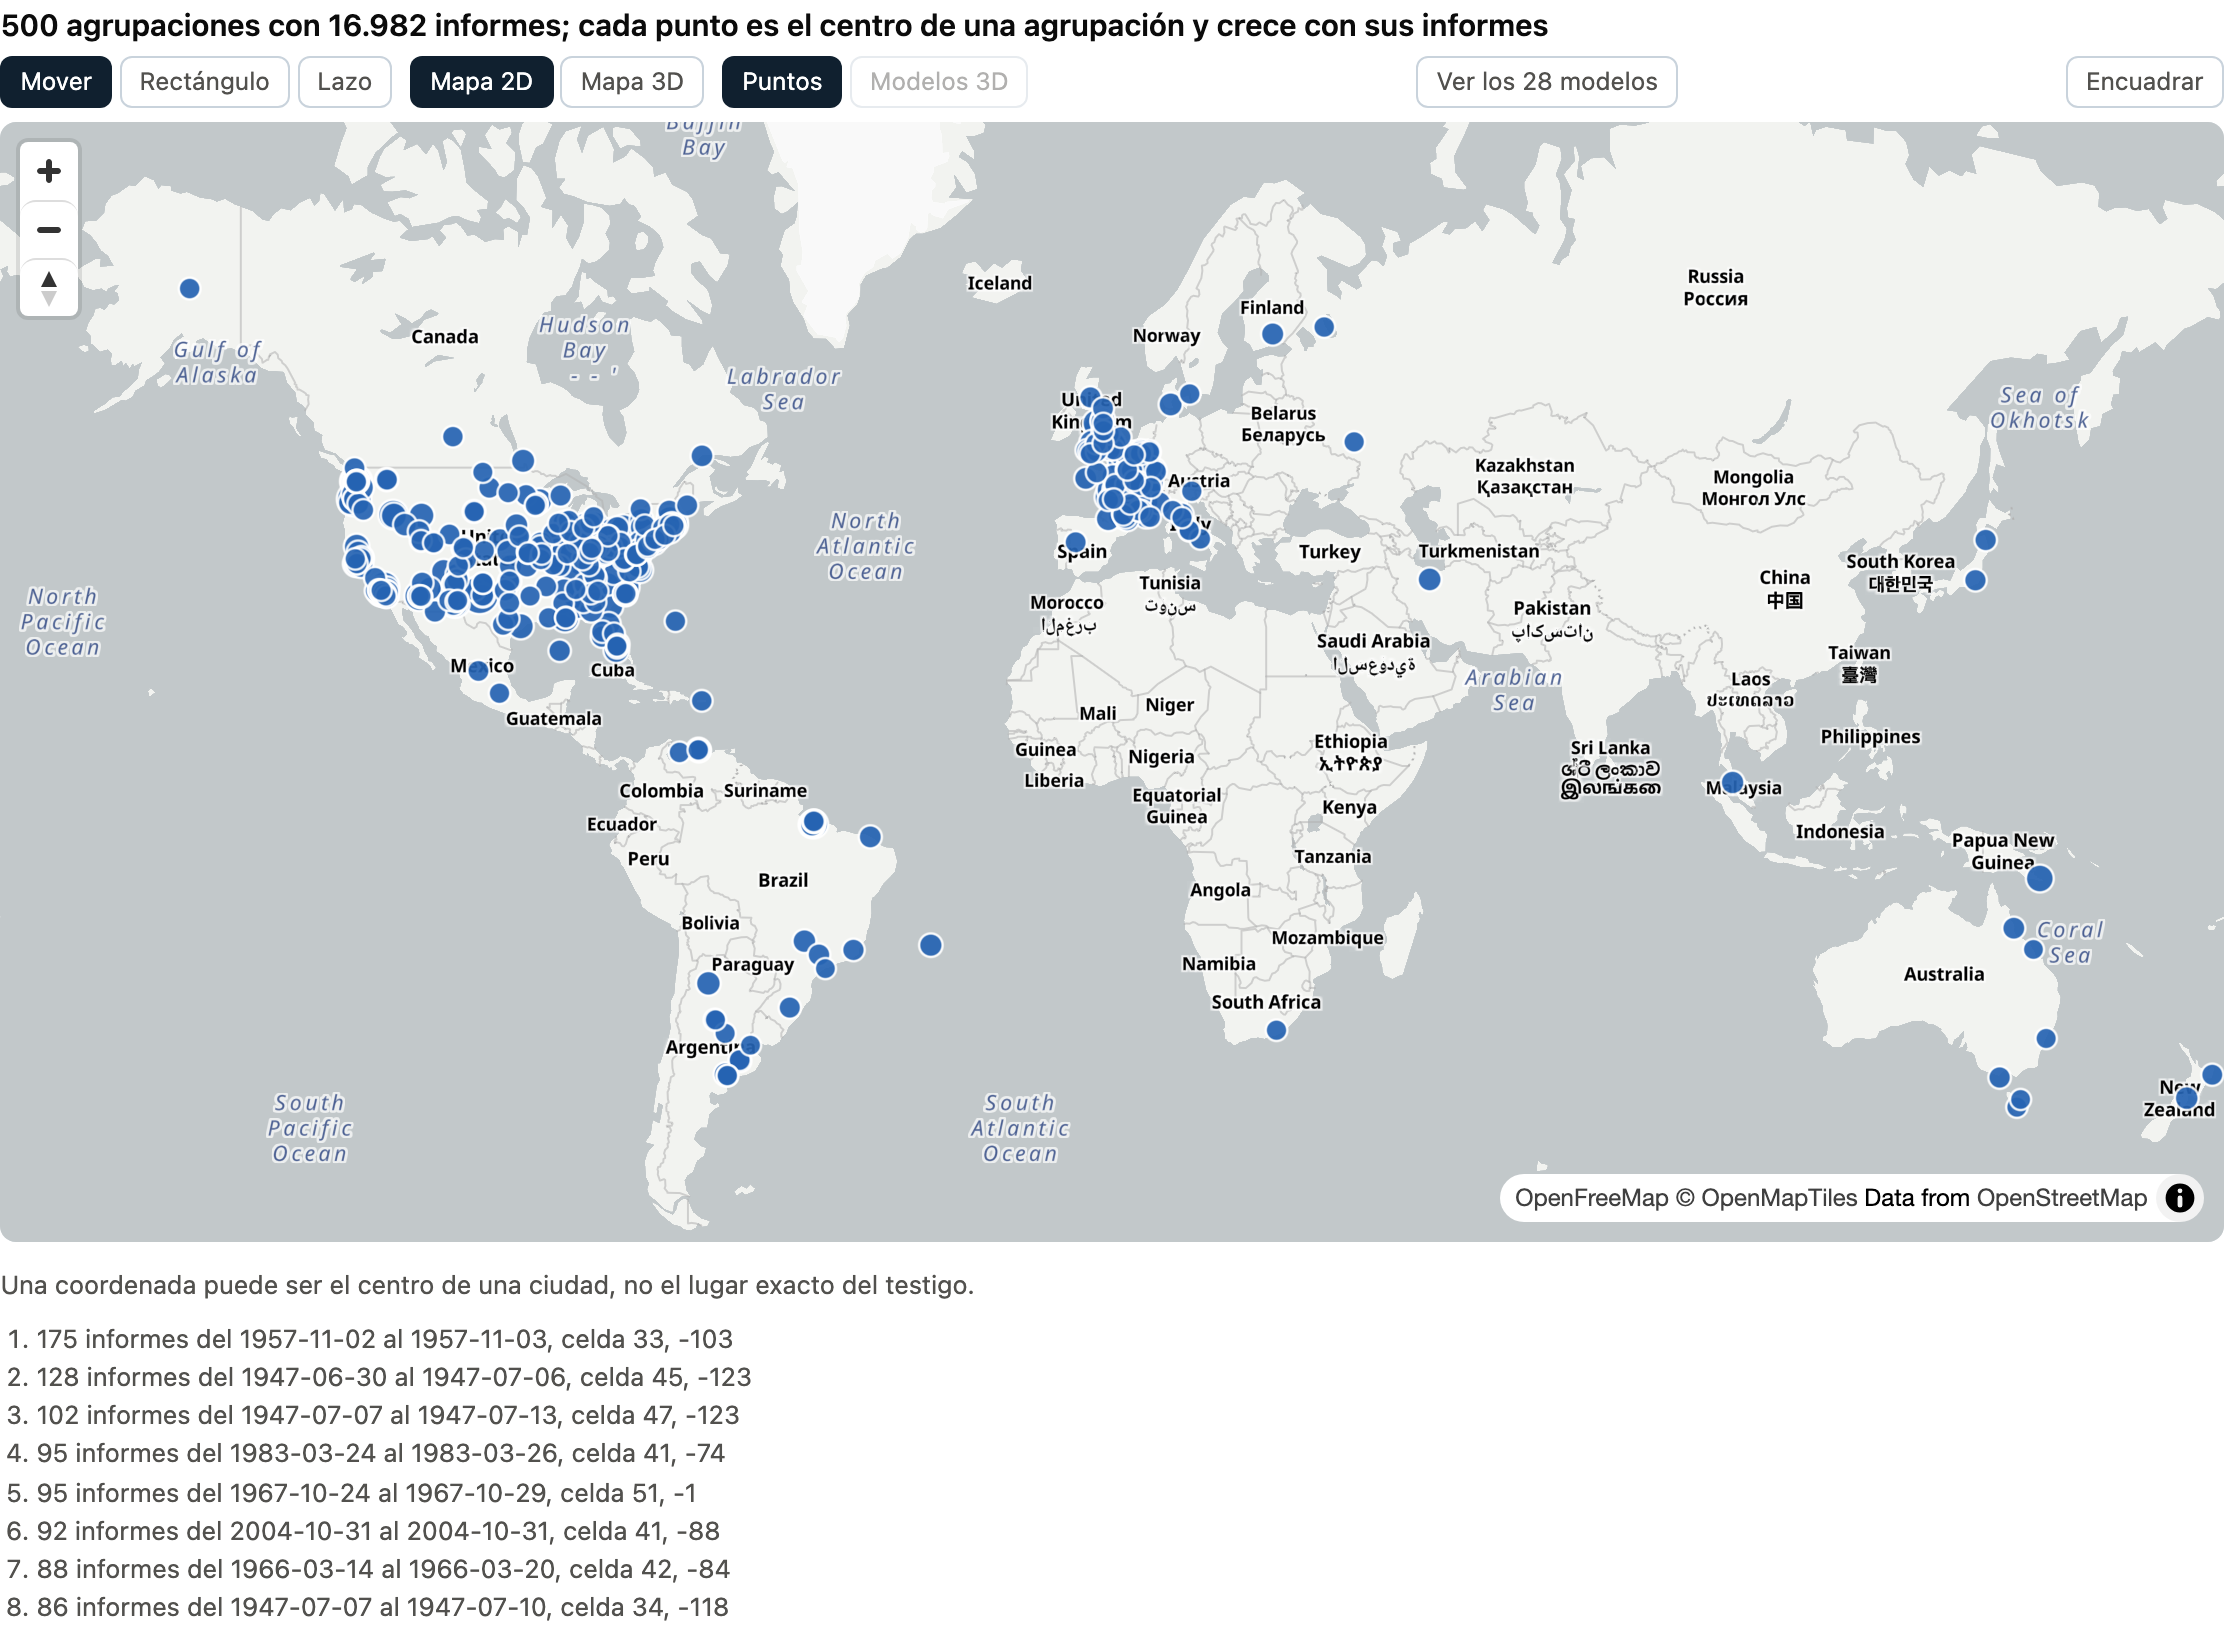 500 agrupaciones con 16.982 informes; cada punto es el centro de una agrupación y crece con sus informes
Mover Rectángulo Lazo Mapa 2D Mapa 3D Puntos Modelos 3D Ver los 28 modelos Encuadrar
Baffin
Bay
Iceland
Russia
Россия
Finland
Norway
Canada
Hudson
Bay
Gulf of
Alaska
Labrador
Sea
Sea of
Okhotsk
Belarus
Беларусь
Kazakhstan
Қазақстан
Mongolia
Монгол Улс
Austria
North
Atlantic
Ocean
Spain
Turkey
Turkmenistan
South Korea
대한민국
China
中国
Tunisia
تونس
Morocco
المغرب
Pakistan
پاکستان
North
Pacific
Ocean
Saudi Arabia
السعودية
Taiwan
臺灣
Mexico
Cuba
Arabian
Sea
Laos
ປະເທດລາວ
Guatemala
Mali
Niger
Guinea
Nigeria
Ethiopia
ኢትዮጵያ
Philippines
Sri Lanka
ශ්‍රී ලංකාව
இலங்கை
Liberia
Colombia
Suriname
Equatorial
Guinea
Kenya
Malaysia
Ecuador
Indonesia
Papua New
Guinea
Peru
Tanzania
Brazil
Angola
Bolivia
Coral
Sea
Mozambique
Paraguay
Namibia
Australia
South Africa
Argentina
New
Zealand
South
Pacific
Ocean
South
Atlantic
Ocean
OpenFreeMap © OpenMapTiles Data from OpenStreetMap
Una coordenada puede ser el centro de una ciudad, no el lugar exacto del testigo.
1. 175 informes del 1957-11-02 al 1957-11-03, celda 33, -103
2. 128 informes del 1947-06-30 al 1947-07-06, celda 45, -123
3. 102 informes del 1947-07-07 al 1947-07-13, celda 47, -123
4. 95 informes del 1983-03-24 al 1983-03-26, celda 41, -74
5. 95 informes del 1967-10-24 al 1967-10-29, celda 51, -1
6. 92 informes del 2004-10-31 al 2004-10-31, celda 41, -88
7. 88 informes del 1966-03-14 al 1966-03-20, celda 42, -84
8. 86 informes del 1947-07-07 al 1947-07-10, celda 34, -118